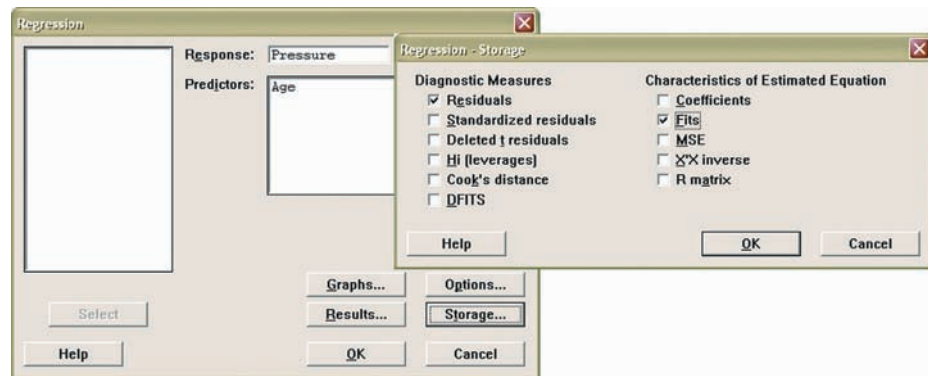 Regression
Response: Pressure
Predictors: Age
Select
Graphs... Options...
Results... Storage...
Help OK Cancel
Regression - Storage
Diagnostic Measures
Residuals
Standardized residuals
Deleted t residuals
Hi (leverages)
Cook's distance
DFITS
Characteristics of Estimated Equation
Coefficients
Fits
MSE
X'X inverse
R matrix
Help OK Cancel